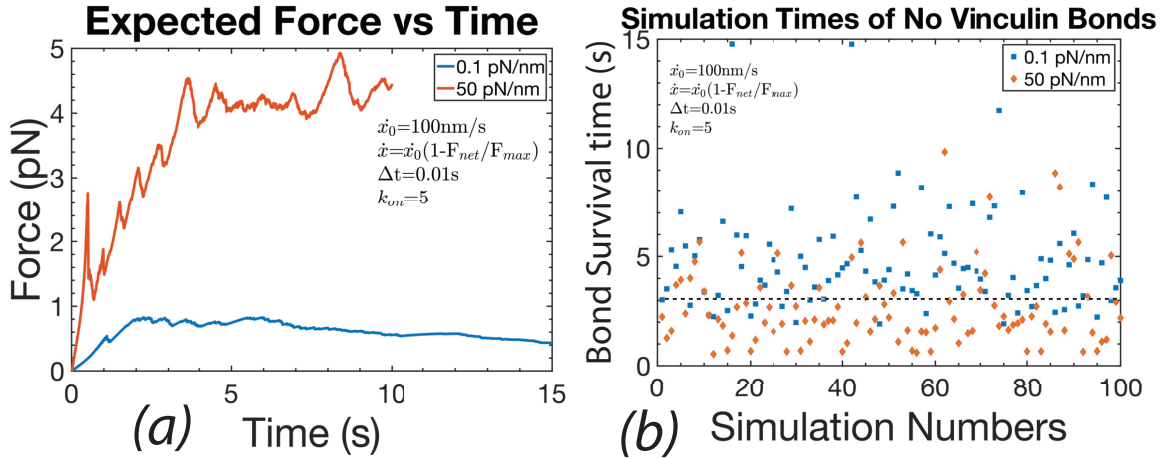 Expected Force vs Time
5
4
3
2
1
0
0
5
10
15
Force (pN)
Time (s)
0.1 pN/nm
50 pN/nm
ẋ₀=100nm/s
ẋ=ẋ₀(1-Fₙₑₜ/Fₘₐₓ)
Δt=0.01s
kₒₙ=5
(a)
Simulation Times of No Vinculin Bonds
15
10
5
0
0
20
40
60
80
100
Bond Survival time (s)
Simulation Numbers
0.1 pN/nm
50 pN/nm
ẋ₀=100nm/s
ẋ=ẋ₀(1-Fₙₑₜ/Fₘₐₓ)
Δt=0.01s
kₒₙ=5
(b)